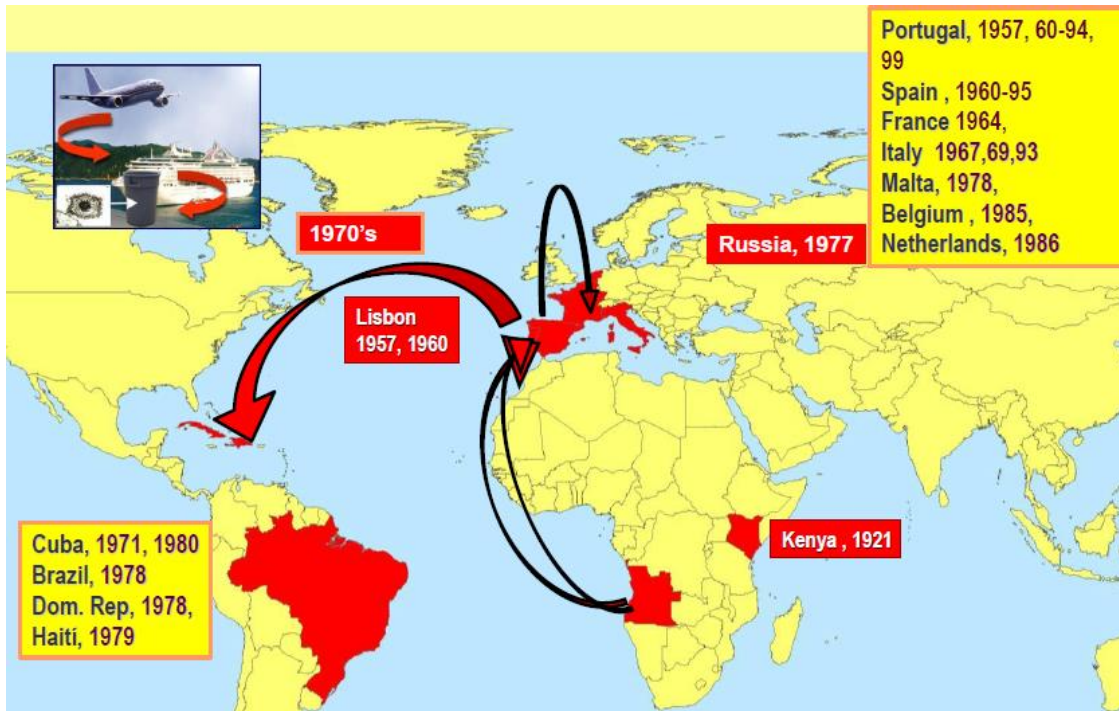 Portugal, 1957, 60-94,
99
Spain , 1960-95
France 1964,
Italy 1967,69,93
Malta, 1978,
Belgium , 1985,
Netherlands, 1986
1970's
Russia, 1977
Lisbon
1957, 1960
Kenya , 1921
Cuba, 1971, 1980
Brazil, 1978
Dom. Rep, 1978,
Haití, 1979